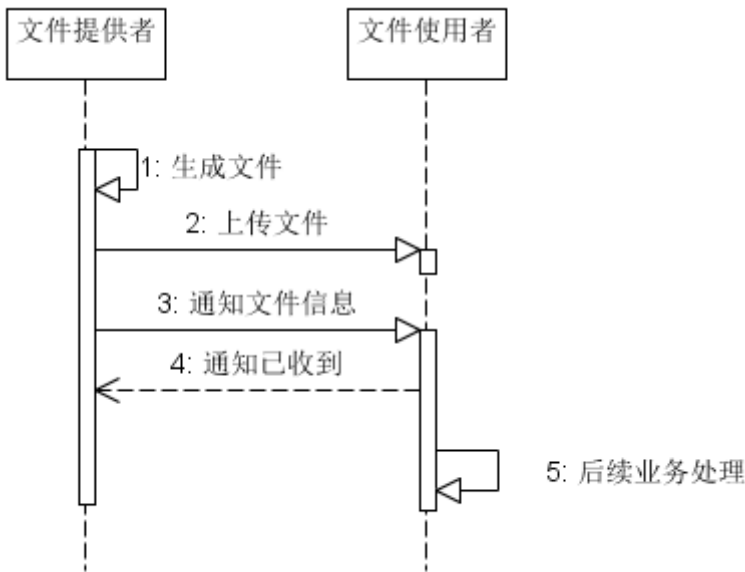 文件提供者
文件使用者
1: 生成文件
2: 上传文件
3: 通知文件信息
4: 通知已收到
5: 后续业务处理